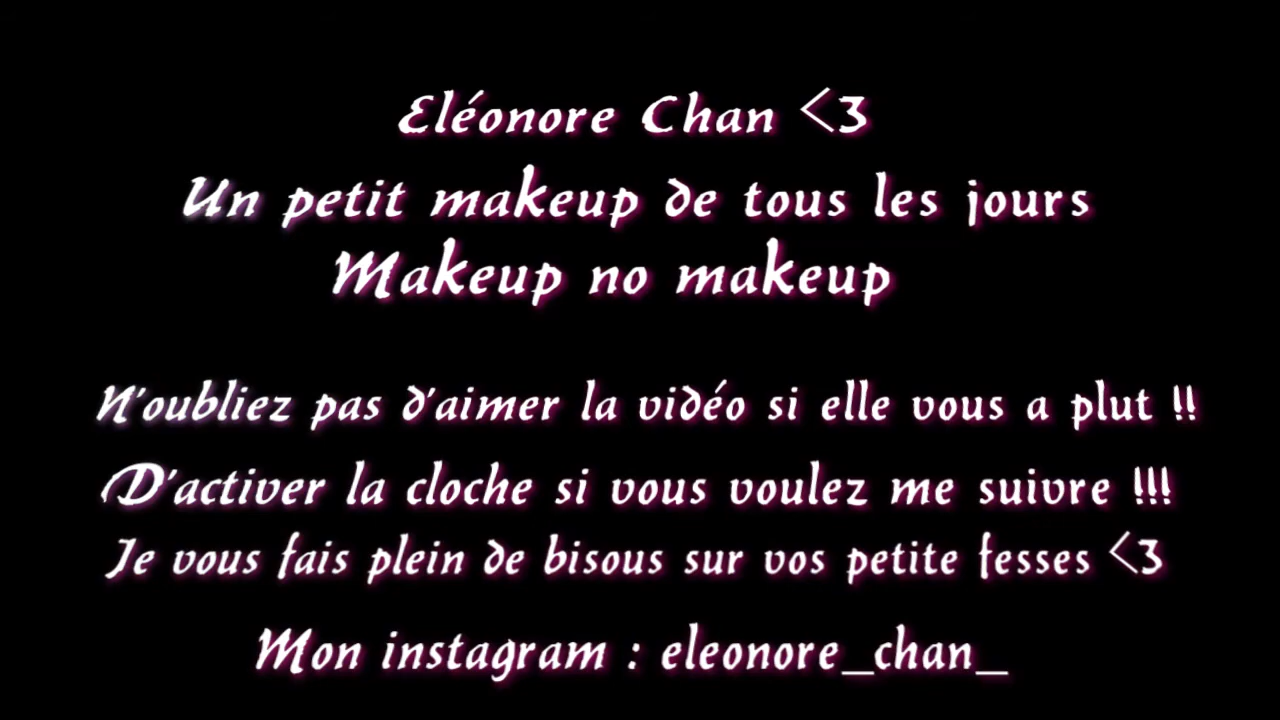 Eléonore Chan <3
Un petit makeup de tous les jours
Makeup no makeup
N'oubliez pas d'aimer la vidéo si elle vous a plut !!
D'activer la cloche si vous voulez me suivre !!!
Je vous fais plein de bisous sur vos petite fesses <3
Mon instagram : eleonore_chan_